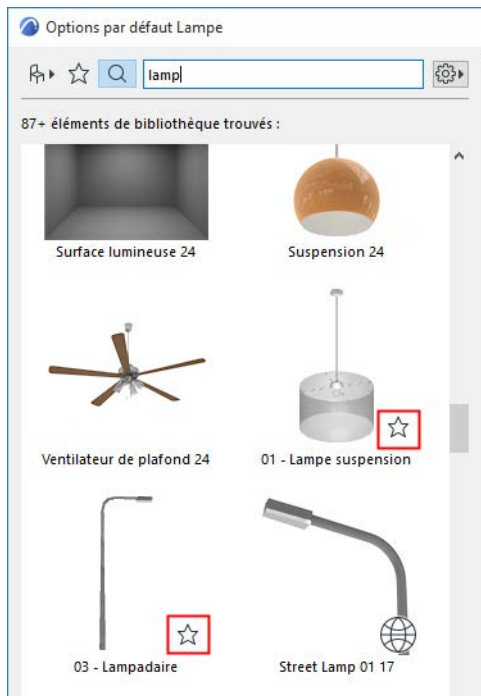 Options par défaut Lampe
lamp
87+ éléments de bibliothèque trouvés :
Surface lumineuse 24
Suspension 24
Ventilateur de plafond 24
01 - Lampe suspension
03 - Lampadaire
Street Lamp 01 17